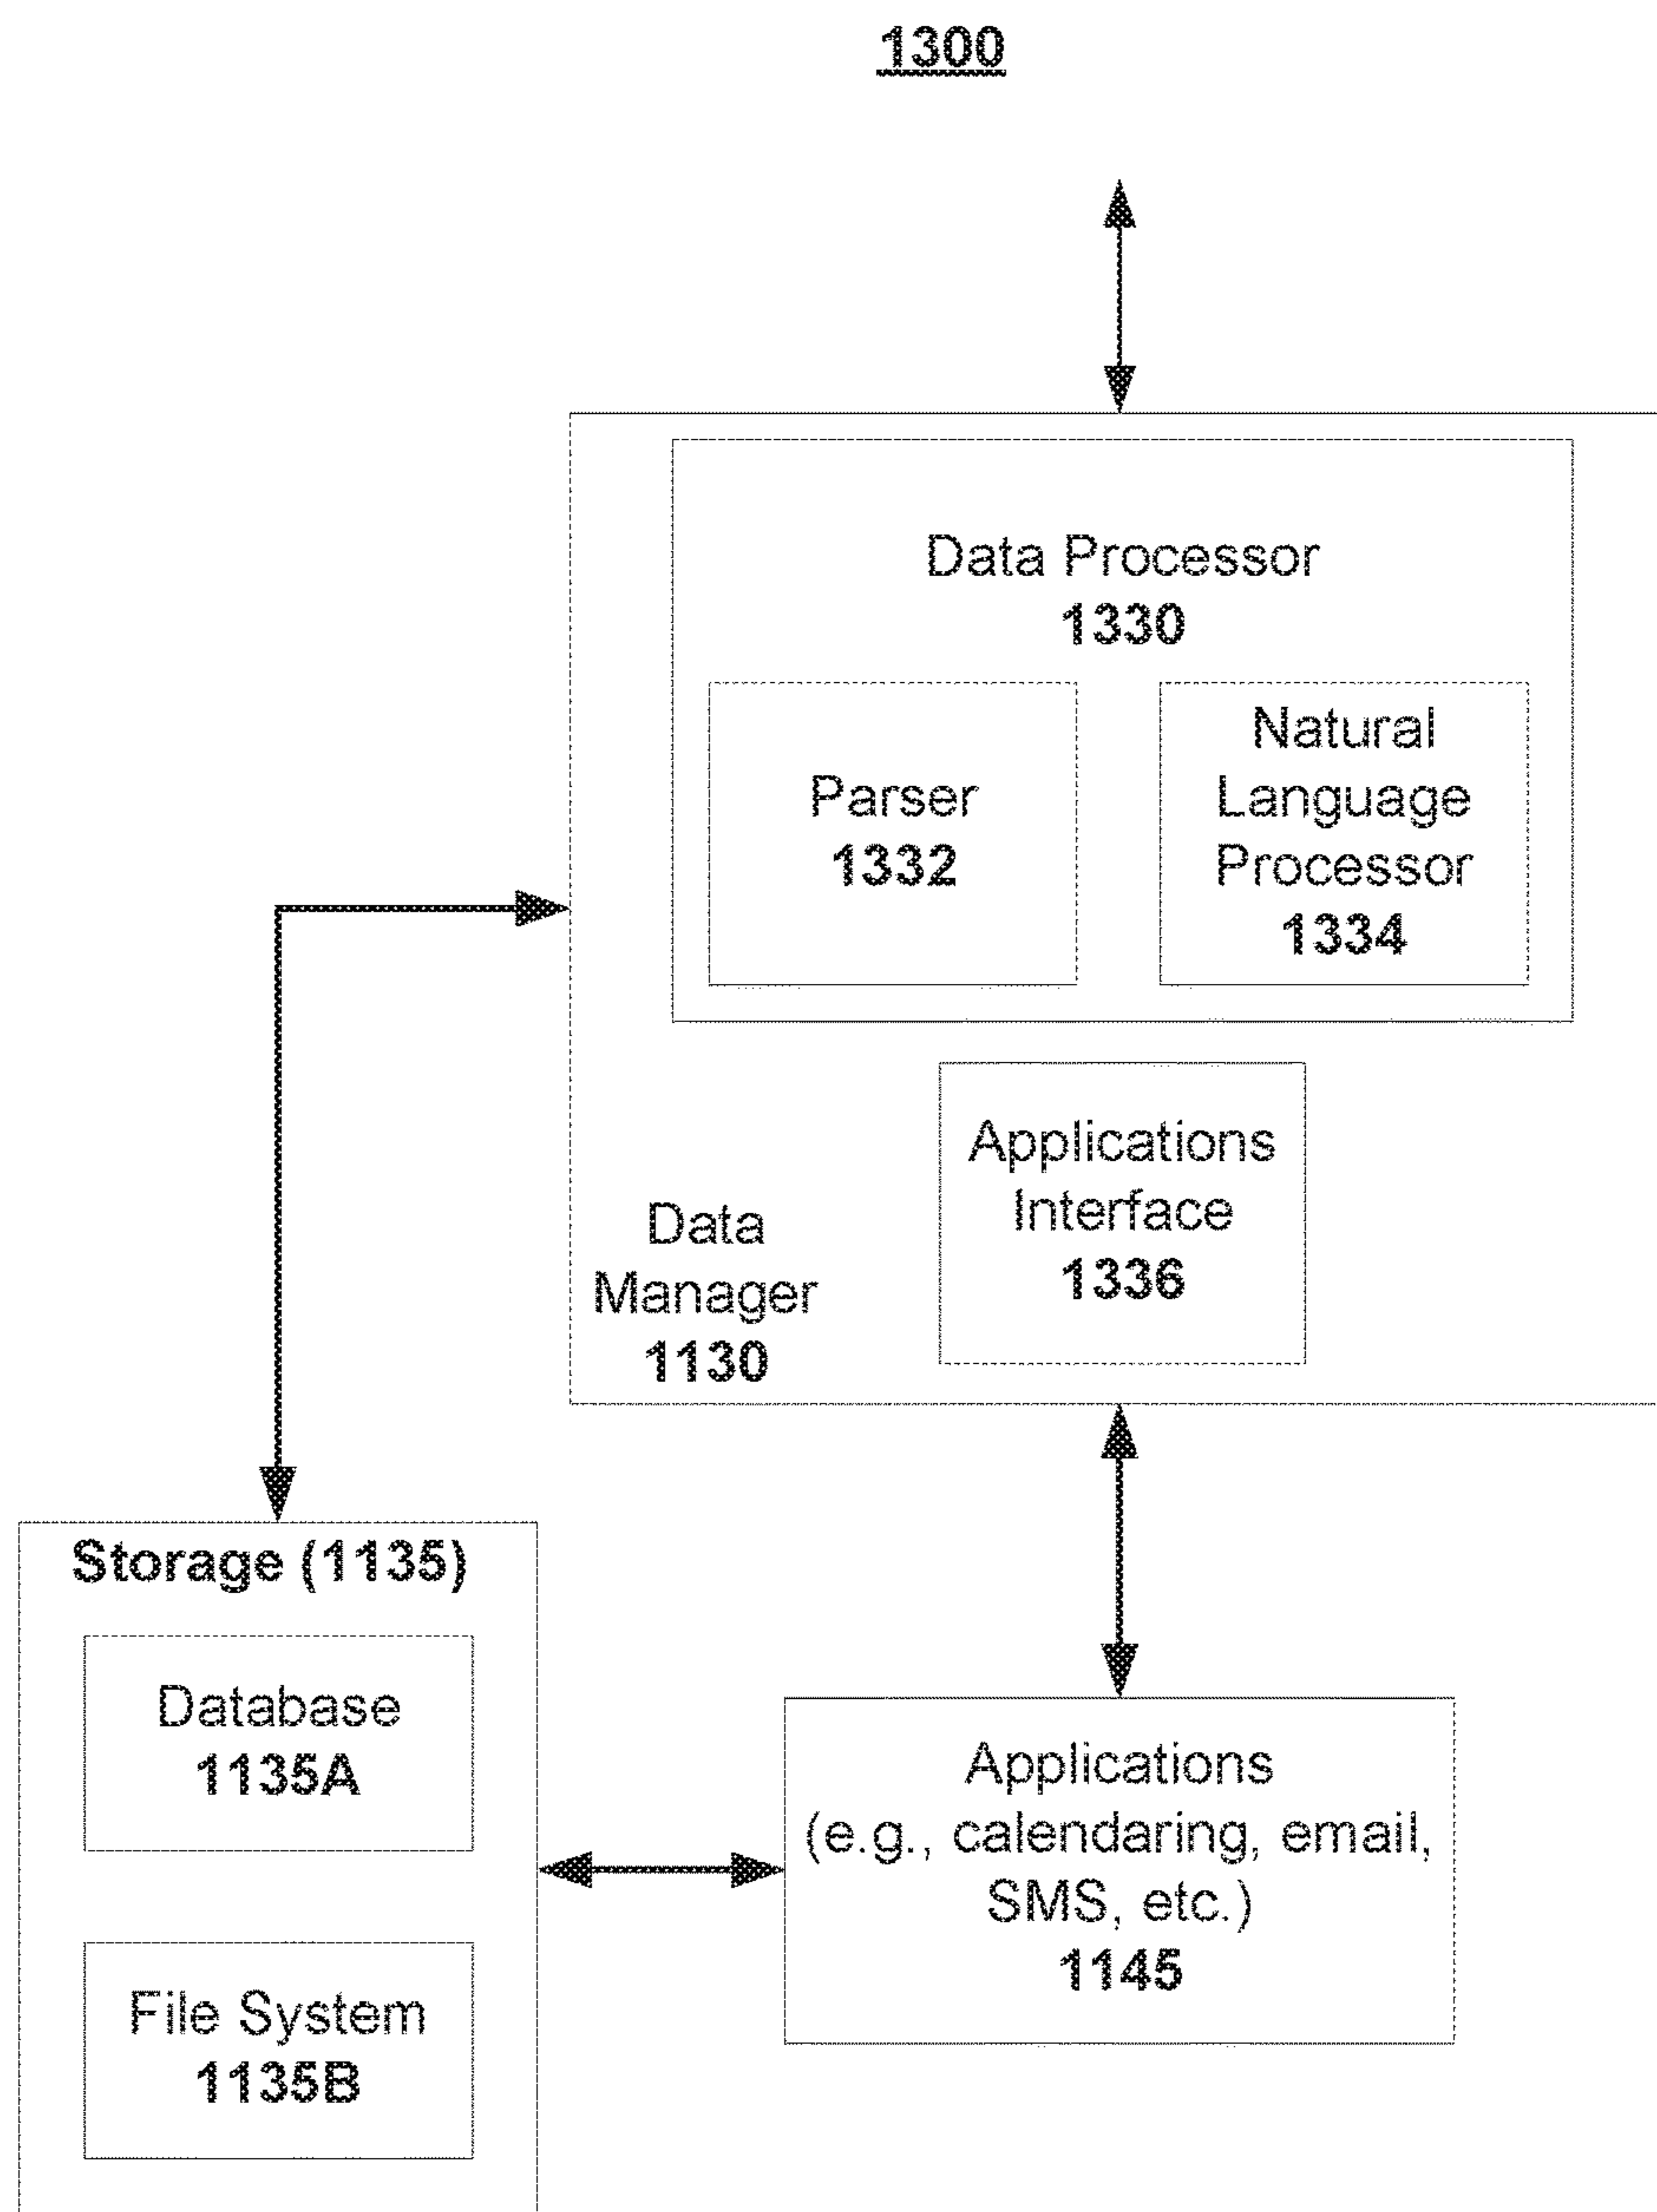 1300
Data Processor
1330
Parser
1332
Natural
Language
Processor
1334
Applications
Interface
1336
Data
Manager
1130
Storage (1135)
Database
1135A
File System
1135B
Applications
(e.g., calendaring, email,
SMS, etc.)
1145